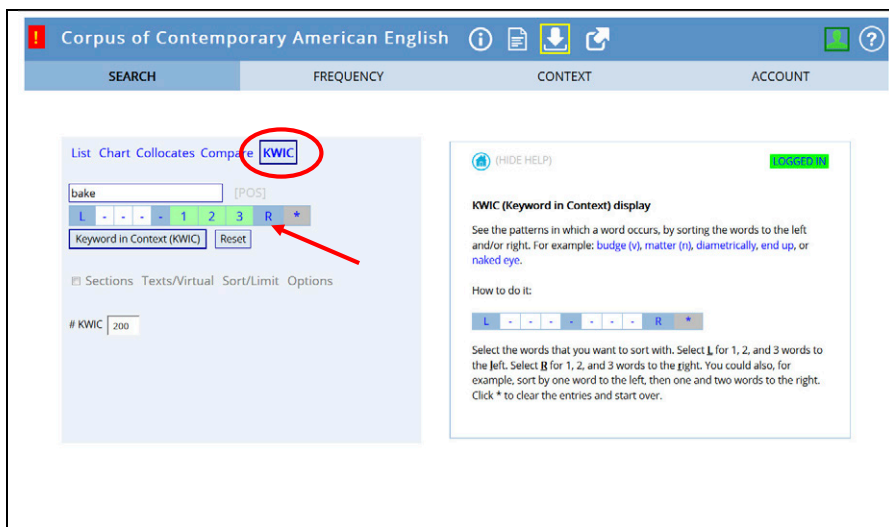 ! Corpus of Contemporary American English ?
SEARCH FREQUENCY CONTEXT ACCOUNT
List Chart Collocates Compare KWIC
bake [POS]
L - - - - 1 2 3 R *
Keyword in Context (KWIC) Reset
Sections Texts/Virtual Sort/Limit Options
# KWIC 200
(HIDE HELP) LOGGED IN
KWIC (Keyword in Context) display
See the patterns in which a word occurs, by sorting the words to the left
and/or right. For example: budge (v), matter (n), diametrically, end up, or
naked eye.
How to do it:
L - - - - - - - R *
Select the words that you want to sort with. Select L for 1, 2, and 3 words to
the left. Select R for 1, 2, and 3 words to the right. You could also, for
example, sort by one word to the left, then one and two words to the right.
Click * to clear the entries and start over.